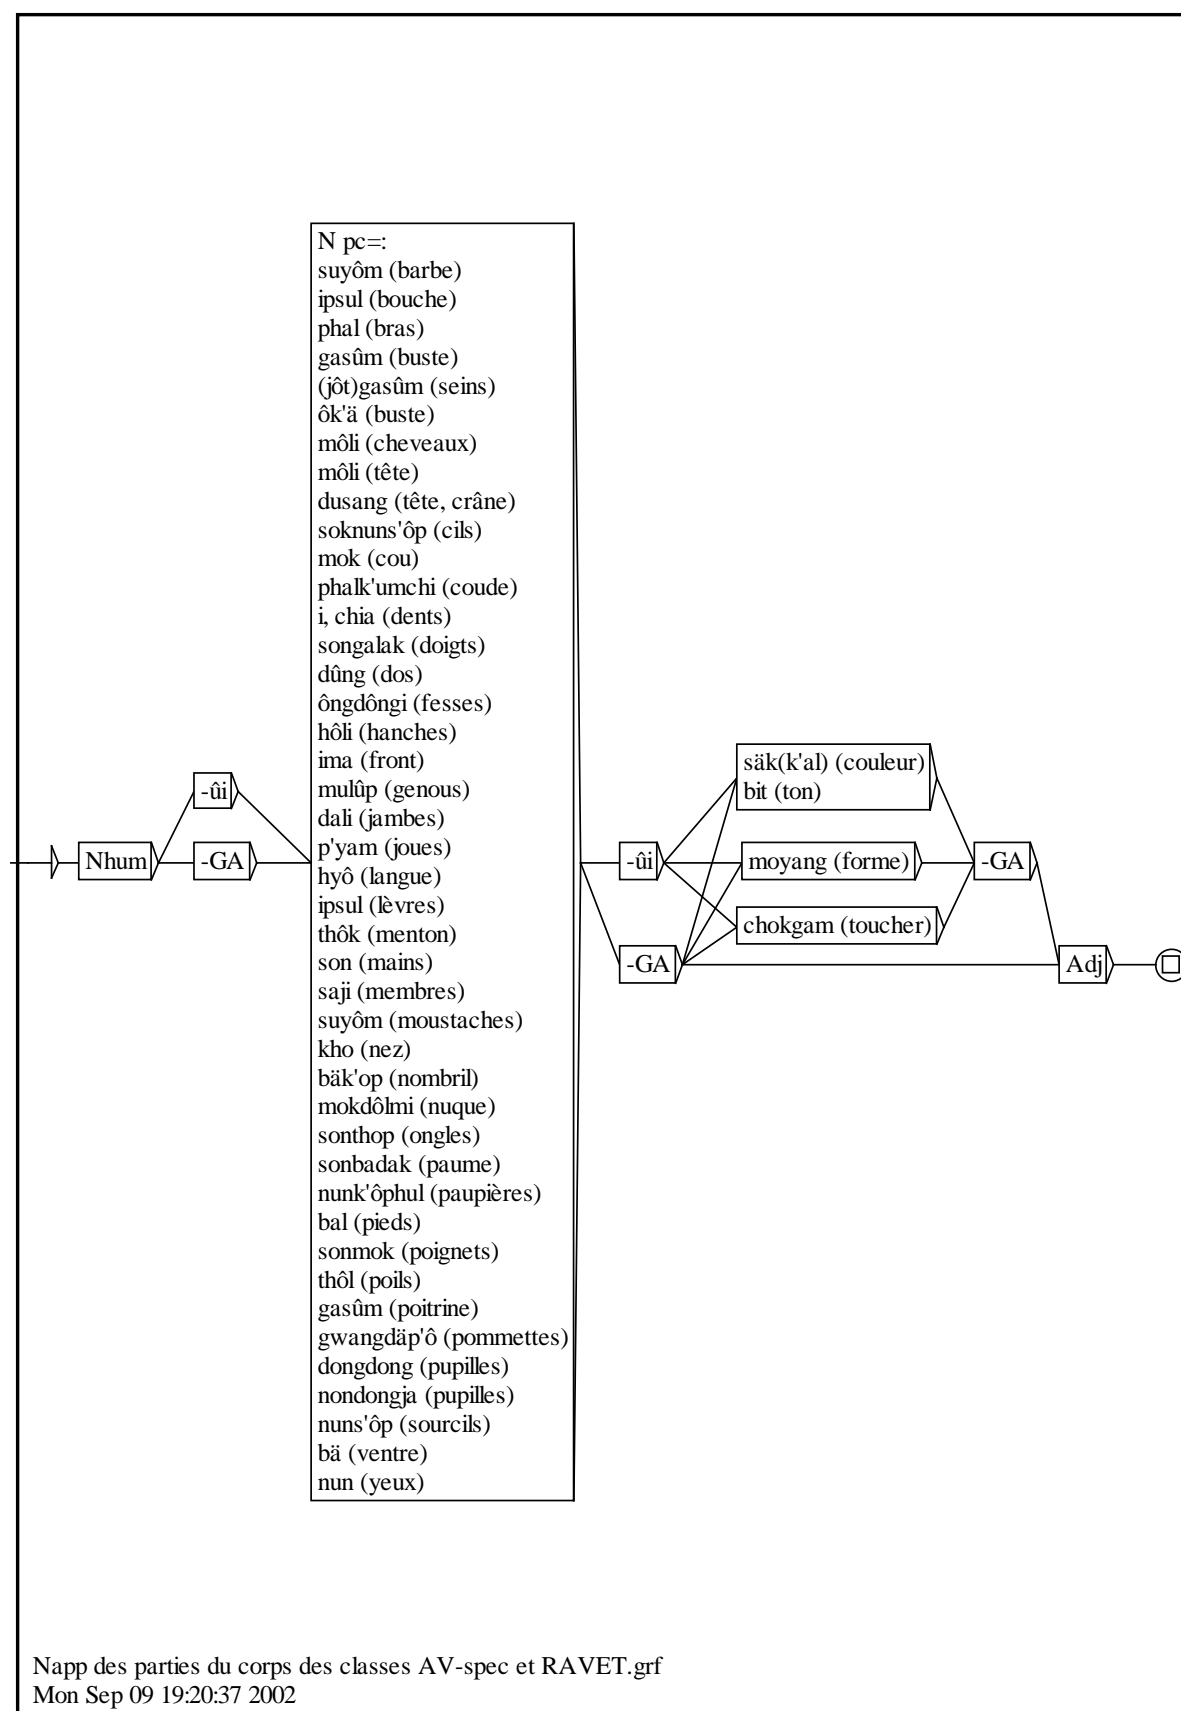 Nhum
-ûi
-GA
N pc=:
suyôm (barbe)
ipsul (bouche)
phal (bras)
gasûm (buste)
(jôt)gasûm (seins)
ôk'ä (buste)
môli (cheveaux)
môli (tête)
dusang (tête, crâne)
soknuns'ôp (cils)
mok (cou)
phalk'umchi (coude)
i, chia (dents)
songalak (doigts)
dûng (dos)
ôngdôngi (fesses)
hôli (hanches)
ima (front)
mulûp (genous)
dali (jambes)
p'yam (joues)
hyô (langue)
ipsul (lèvres)
thôk (menton)
son (mains)
saji (membres)
suyôm (moustaches)
kho (nez)
bäk'op (nombril)
mokdôlmi (nuque)
sonthop (ongles)
sonbadak (paume)
nunk'ôphul (paupières)
bal (pieds)
sonmok (poignets)
thôl (poils)
gasûm (poitrine)
gwangdäp'ô (pommettes)
dongdong (pupilles)
nondongja (pupilles)
nuns'ôp (sourcils)
bä (ventre)
nun (yeux)
-ûi
-GA
säk(k'al) (couleur)
bit (ton)
moyang (forme)
chokgam (toucher)
-GA
Adj
Napp des parties du corps des classes AV-spec et RAVET.grf
Mon Sep 09 19:20:37 2002